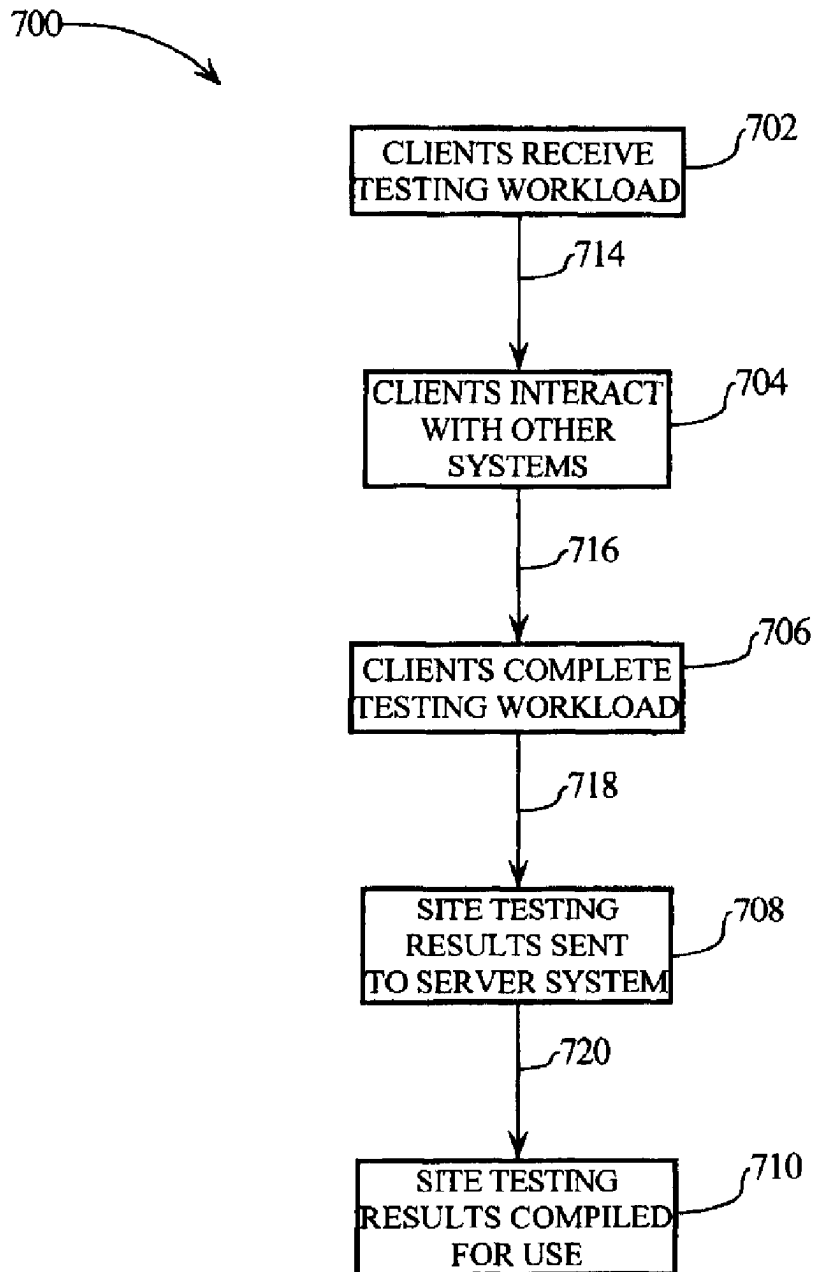 700
CLIENTS RECEIVE
TESTING WORKLOAD
702
714
CLIENTS INTERACT
WITH OTHER
SYSTEMS
704
716
CLIENTS COMPLETE
TESTING WORKLOAD
706
718
SITE TESTING
RESULTS SENT
TO SERVER SYSTEM
708
720
SITE TESTING
RESULTS COMPILED
FOR USE
710